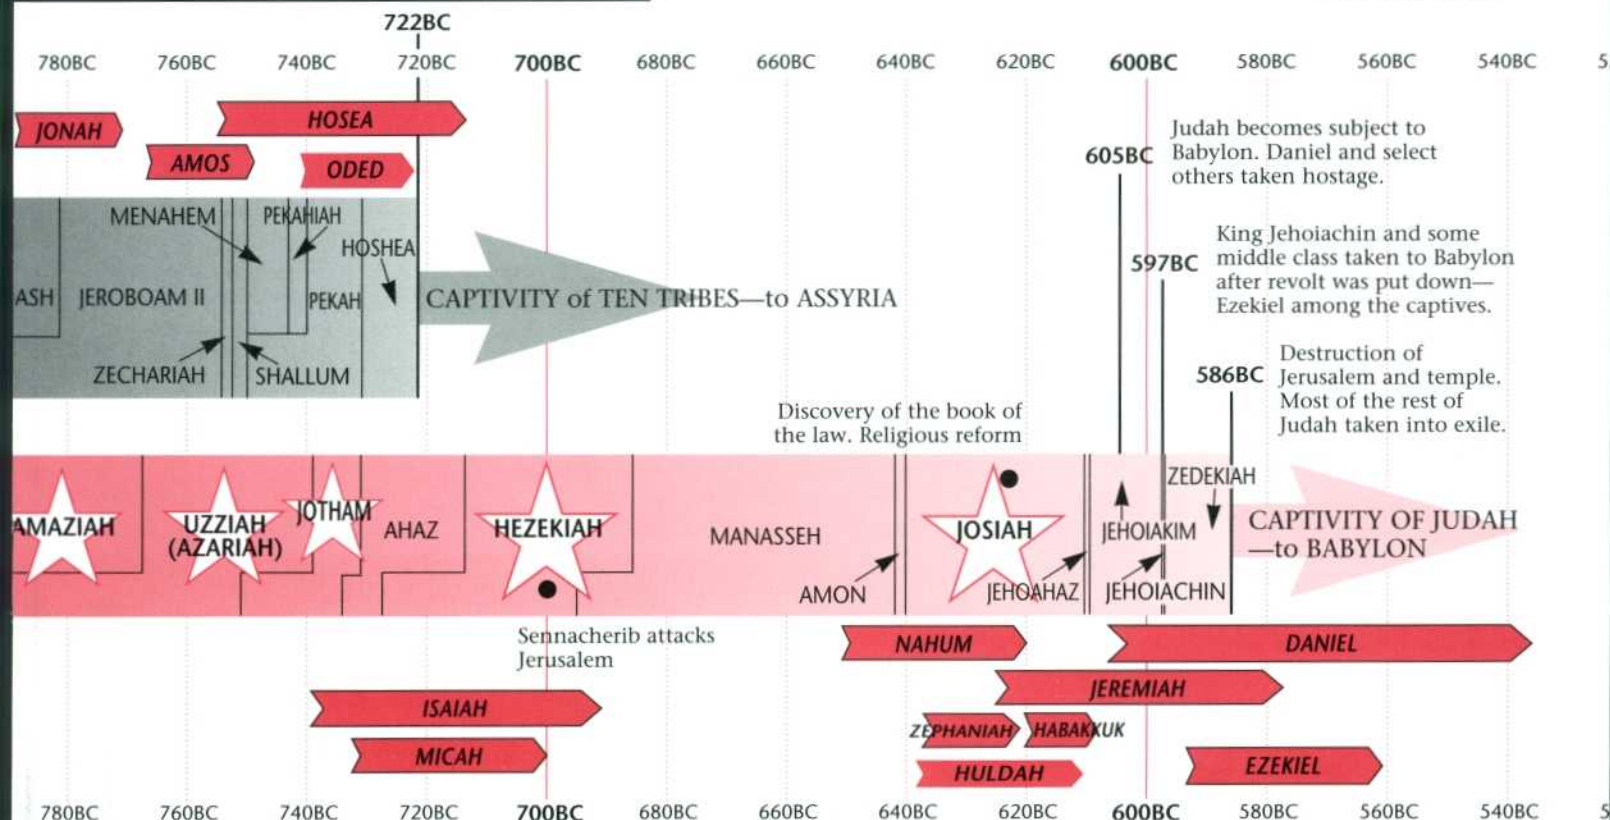 722BC
780BC 760BC 740BC 720BC 700BC 680BC 660BC 640BC 620BC 600BC 580BC 560BC 540BC 5
JONAH
HOSEA
AMOS
ODED
605BC
Judah becomes subject to
Babylon. Daniel and select
others taken hostage.
MENAHEM
PEKAHIAH
HOSHEA
ASH
JEROBOAM II
PEKAH
CAPTIVITY of TEN TRIBES—to ASSYRIA
ZECHARIAH
SHALLUM
597BC
King Jehoiachin and some
middle class taken to Babylon
after revolt was put down—
Ezekiel among the captives.
586BC
Destruction of
Jerusalem and temple.
Most of the rest of
Judah taken into exile.
Discovery of the book of
the law. Religious reform
AMAZIAH
UZZIAH
(AZARIAH)
JOTHAM
AHAZ
HEZEKIAH
MANASSEH
AMON
JOSIAH
JEHOAHAZ
JEHOIAKIM
JEHOIACHIN
ZEDEKIAH
CAPTIVITY OF JUDAH
—to BABYLON
Sennacherib attacks
Jerusalem
NAHUM
DANIEL
JEREMIAH
ISAIAH
ZEPHANIAH
HABAKKUK
MICAH
HULDAH
EZEKIEL
780BC 760BC 740BC 720BC 700BC 680BC 660BC 640BC 620BC 600BC 580BC 560BC 540BC 5